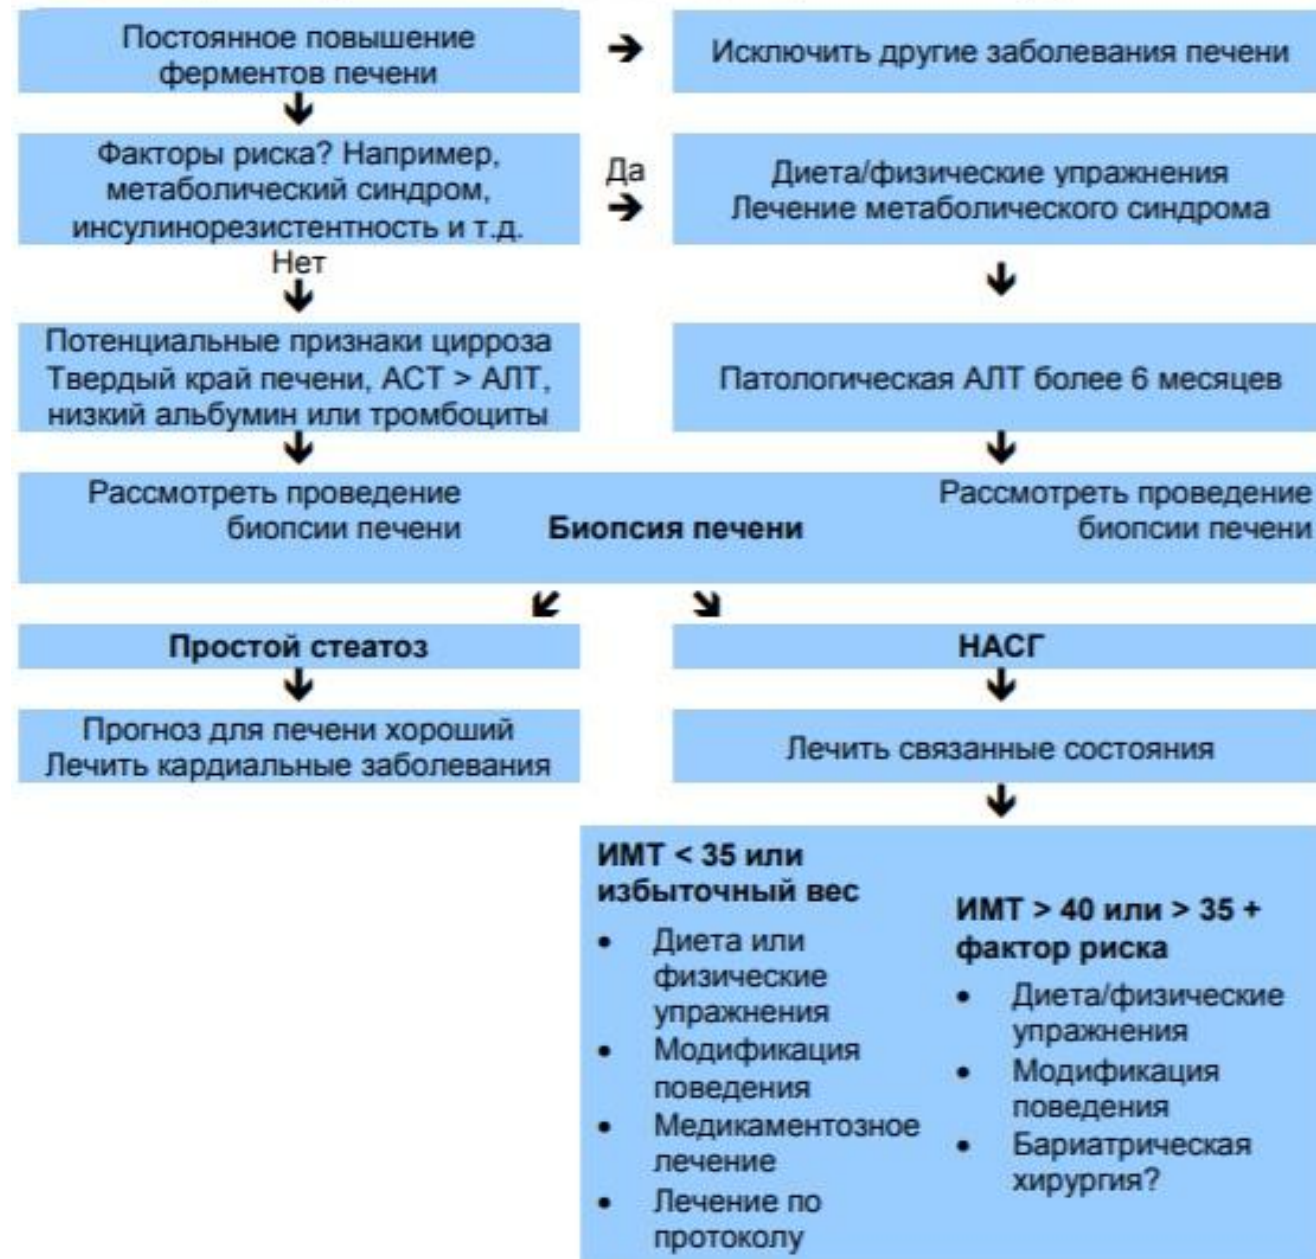 Постоянное повышение
ферментов печени
➔
Исключить другие заболевания печени
Факторы риска? Например,
метаболический синдром,
инсулинорезистентность и т.д.
Да
Диета/физические упражнения
Лечение метаболического синдрома
Нет
Потенциальные признаки цирроза
Твердый край печени, АСТ > АЛТ,
низкий альбумин или тромбоциты
Патологическая АЛТ более 6 месяцев
Рассмотреть проведение
биопсии печени
Биопсия печени
Рассмотреть проведение
биопсии печени
Простой стеатоз
НАСГ
Прогноз для печени хороший
Лечить кардиальные заболевания
Лечить связанные состояния
ИМТ < 35 или
избыточный вес
• Диета или
физические
упражнения
• Модификация
поведения
• Медикаментозное
лечение
• Лечение по
протоколу
ИМТ > 40 или > 35 +
фактор риска
• Диета/физические
упражнения
• Модификация
поведения
• Бариатрическая
хирургия?